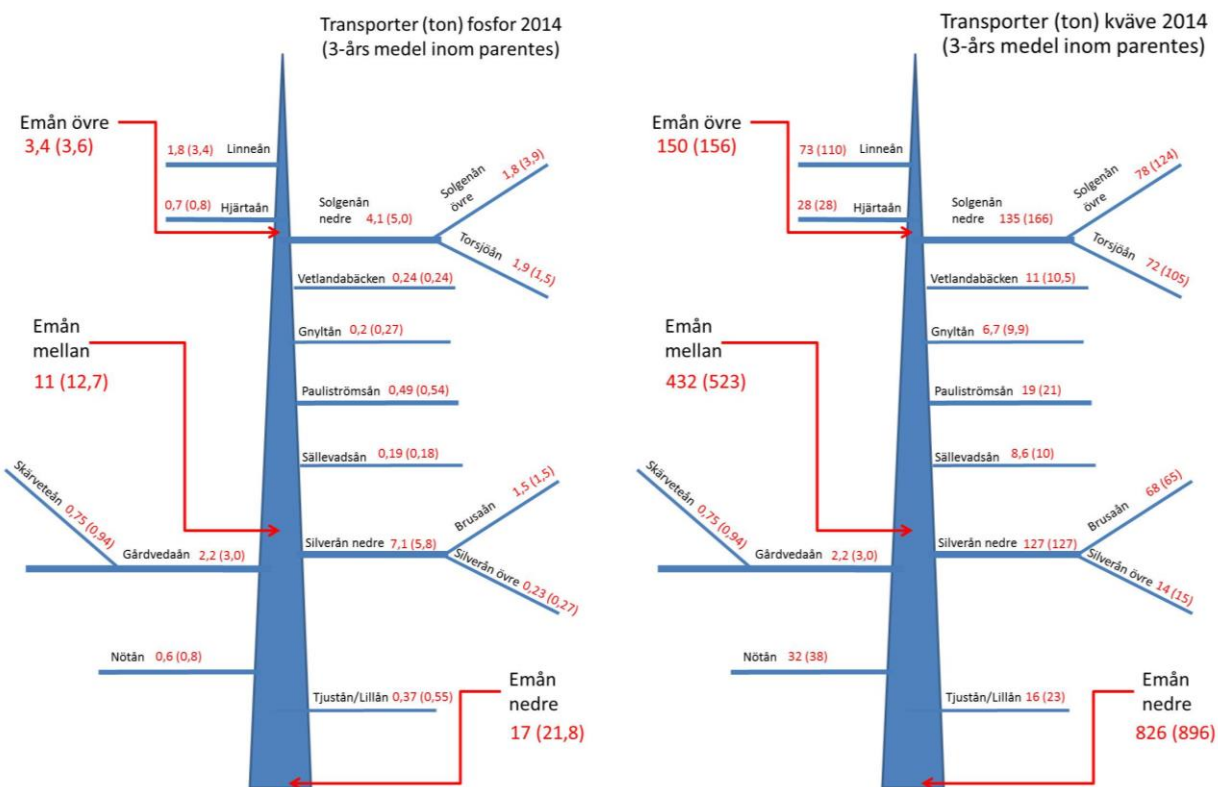 Transporter (ton) fosfor 2014
(3-års medel inom parentes)
Emån övre
3,4 (3,6)
1,8 (3,4) Linneån
0,7 (0,8) Hjärtaån
Solgenån
nedre 4,1 (5,0)
Solgenån
övre
1,8 (3,9)
Torsjöån
1,9 (1,5)
Vetlandabäcken 0,24 (0,24)
Gnyltån 0,2 (0,27)
Emån
mellan
11 (12,7)
Pauliströmsån 0,49 (0,54)
Sällevadsån 0,19 (0,18)
Skärveteån
0,75 (0,94)
Gårdvedaån 2,2 (3,0)
Silverån nedre 7,1 (5,8)
Brusaån
1,5 (1,5)
Silverån övre
0,23 (0,27)
Nötån 0,6 (0,8)
Tjustån/Lillån 0,37 (0,55)
Emån
nedre
17 (21,8)
Transporter (ton) kväve 2014
(3-års medel inom parentes)
Emån övre
150 (156)
73 (110) Linneån
28 (28) Hjärtaån
Solgenån
nedre 135 (166)
Solgenån
övre
78 (124)
Torsjöån
72 (105)
Vetlandabäcken 11 (10,5)
Gnyltån 6,7 (9,9)
Emån
mellan
432 (523)
Pauliströmsån 19 (21)
Sällevadsån 8,6 (10)
Skärveteån
0,75 (0,94)
Gårdvedaån 2,2 (3,0)
Silverån nedre 127 (127)
Brusaån
68 (65)
Silverån övre
14 (15)
Nötån 32 (38)
Tjustån/Lillån 16 (23)
Emån
nedre
826 (896)